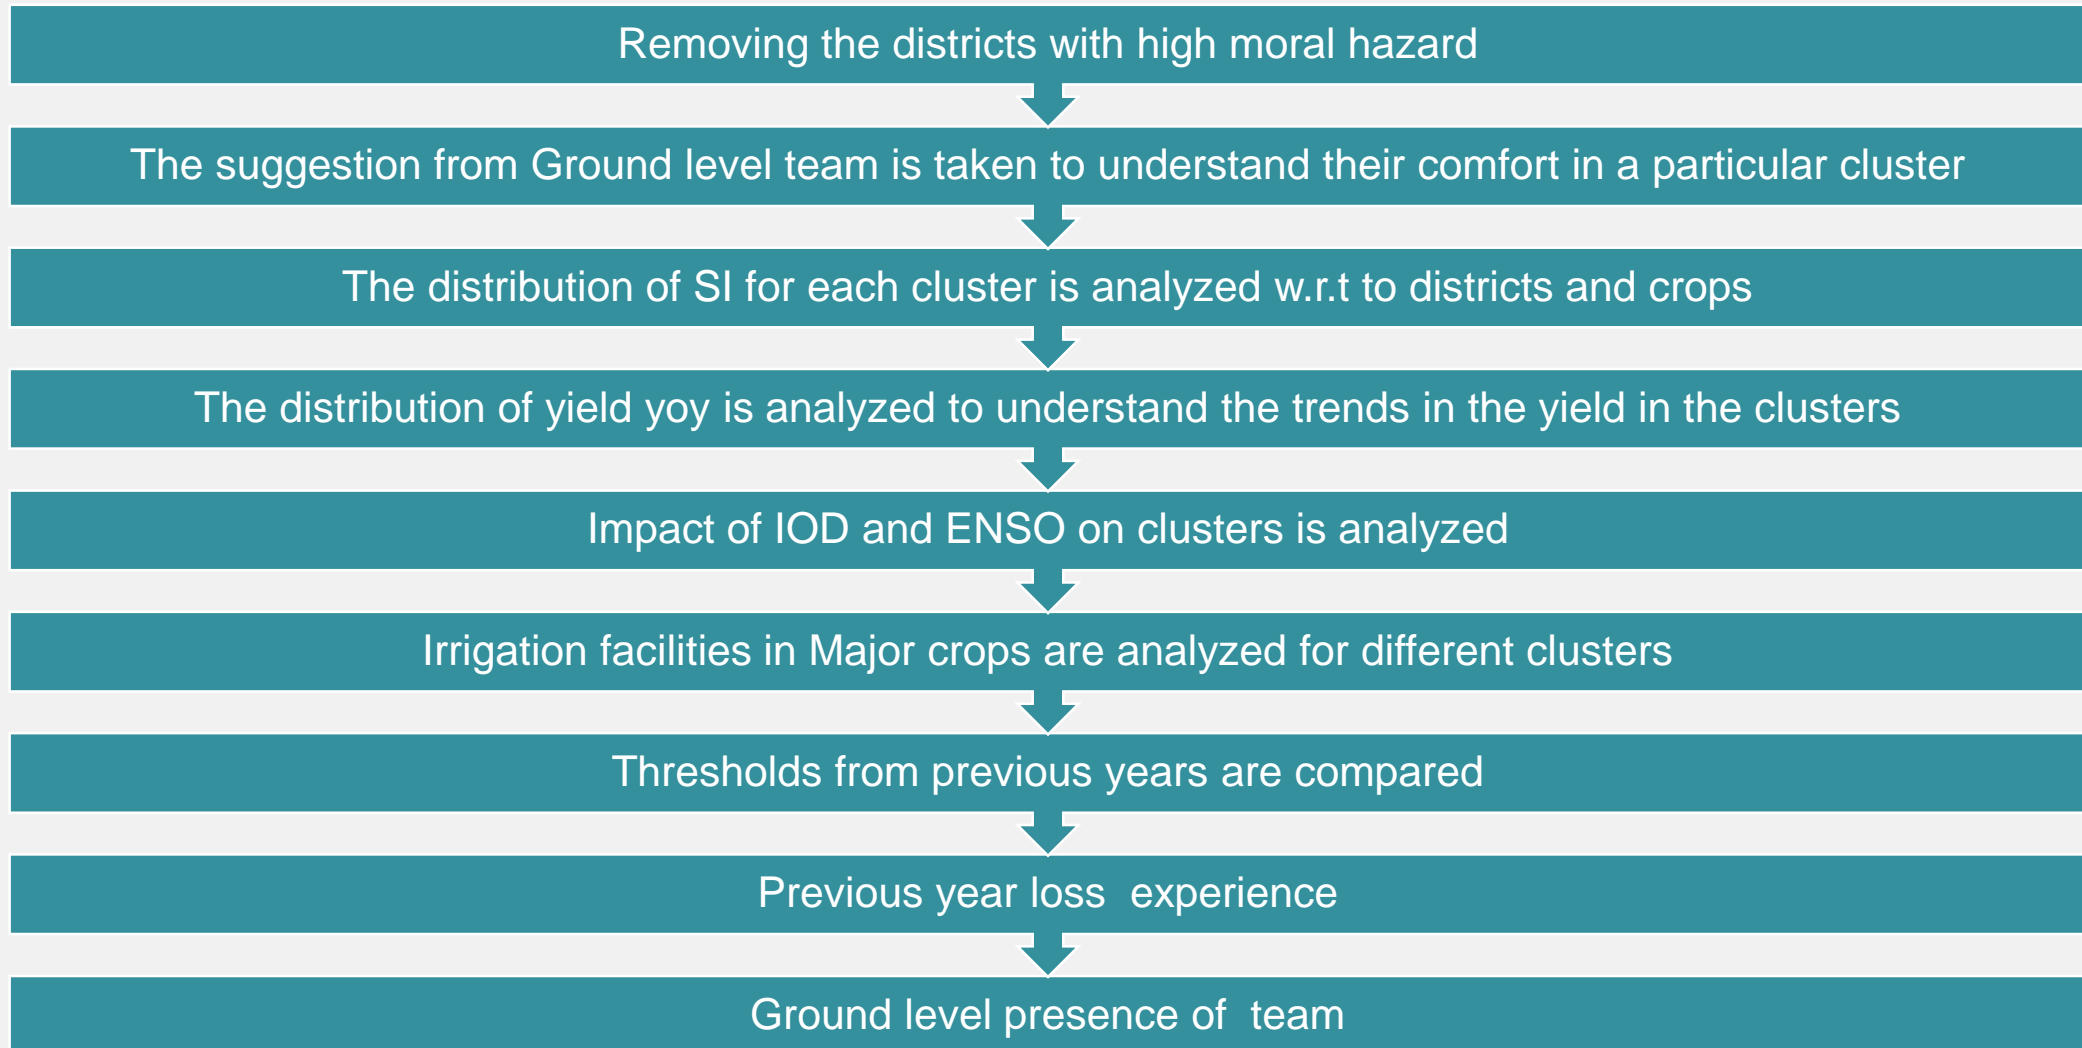 Removing the districts with high moral hazard
The suggestion from Ground level team is taken to understand their comfort in a particular cluster
The distribution of SI for each cluster is analyzed w.r.t to districts and crops
The distribution of yield yoy is analyzed to understand the trends in the yield in the clusters
Impact of IOD and ENSO on clusters is analyzed
Irrigation facilities in Major crops are analyzed for different clusters
Thresholds from previous years are compared
Previous year loss  experience
Ground level presence of  team